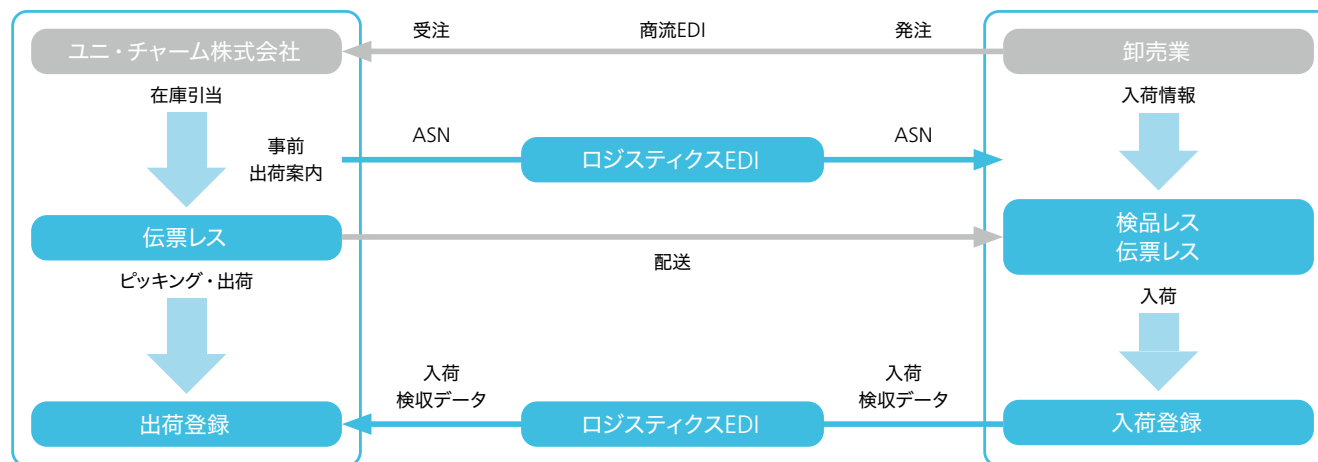 受注
商流EDI
発注
ユニ・チャーム株式会社
卸売業
在庫引当
入荷情報
事前
出荷案内
ASN
ロジスティクスEDI
ASN
伝票レス
検品レス
伝票レス
配送
ピッキング・出荷
入荷
入荷
検収データ
入荷
検収データ
出荷登録
ロジスティクスEDI
入荷登録